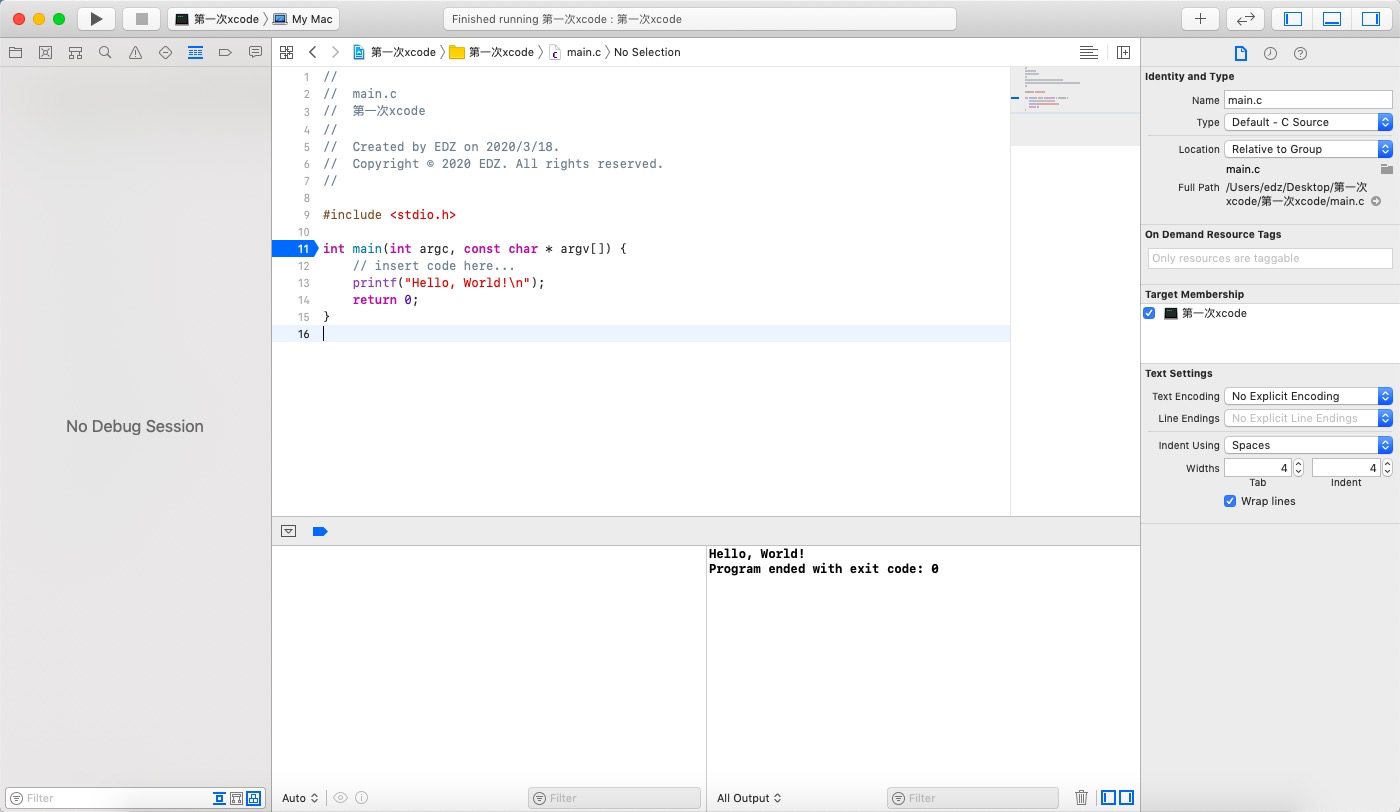 第一次xcode My Mac Finished running 第一次xcode : 第一次xcode
第一次xcode 第一次xcode main.c No Selection
No Debug Session
Filter
1 //
2 //  main.c
3 //  第一次xcode
4 //
5 //  Created by EDZ on 2020/3/18.
6 //  Copyright © 2020 EDZ. All rights reserved.
7 //
8
9 #include <stdio.h>
10
11 int main(int argc, const char * argv[]) {
12     // insert code here...
13     printf("Hello, World!\n");
14     return 0;
15 }
16
Auto Filter
Hello, World!
Program ended with exit code: 0
All Output Filter
Identity and Type
Name main.c
Type Default - C Source
Location Relative to Group
main.c
Full Path /Users/edz/Desktop/第一次
xcode/第一次xcode/main.c
On Demand Resource Tags
Only resources are taggable
Target Membership
第一次xcode
Text Settings
Text Encoding No Explicit Encoding
Line Endings No Explicit Line Endings
Indent Using Spaces
Widths 4 4
Tab Indent
Wrap lines